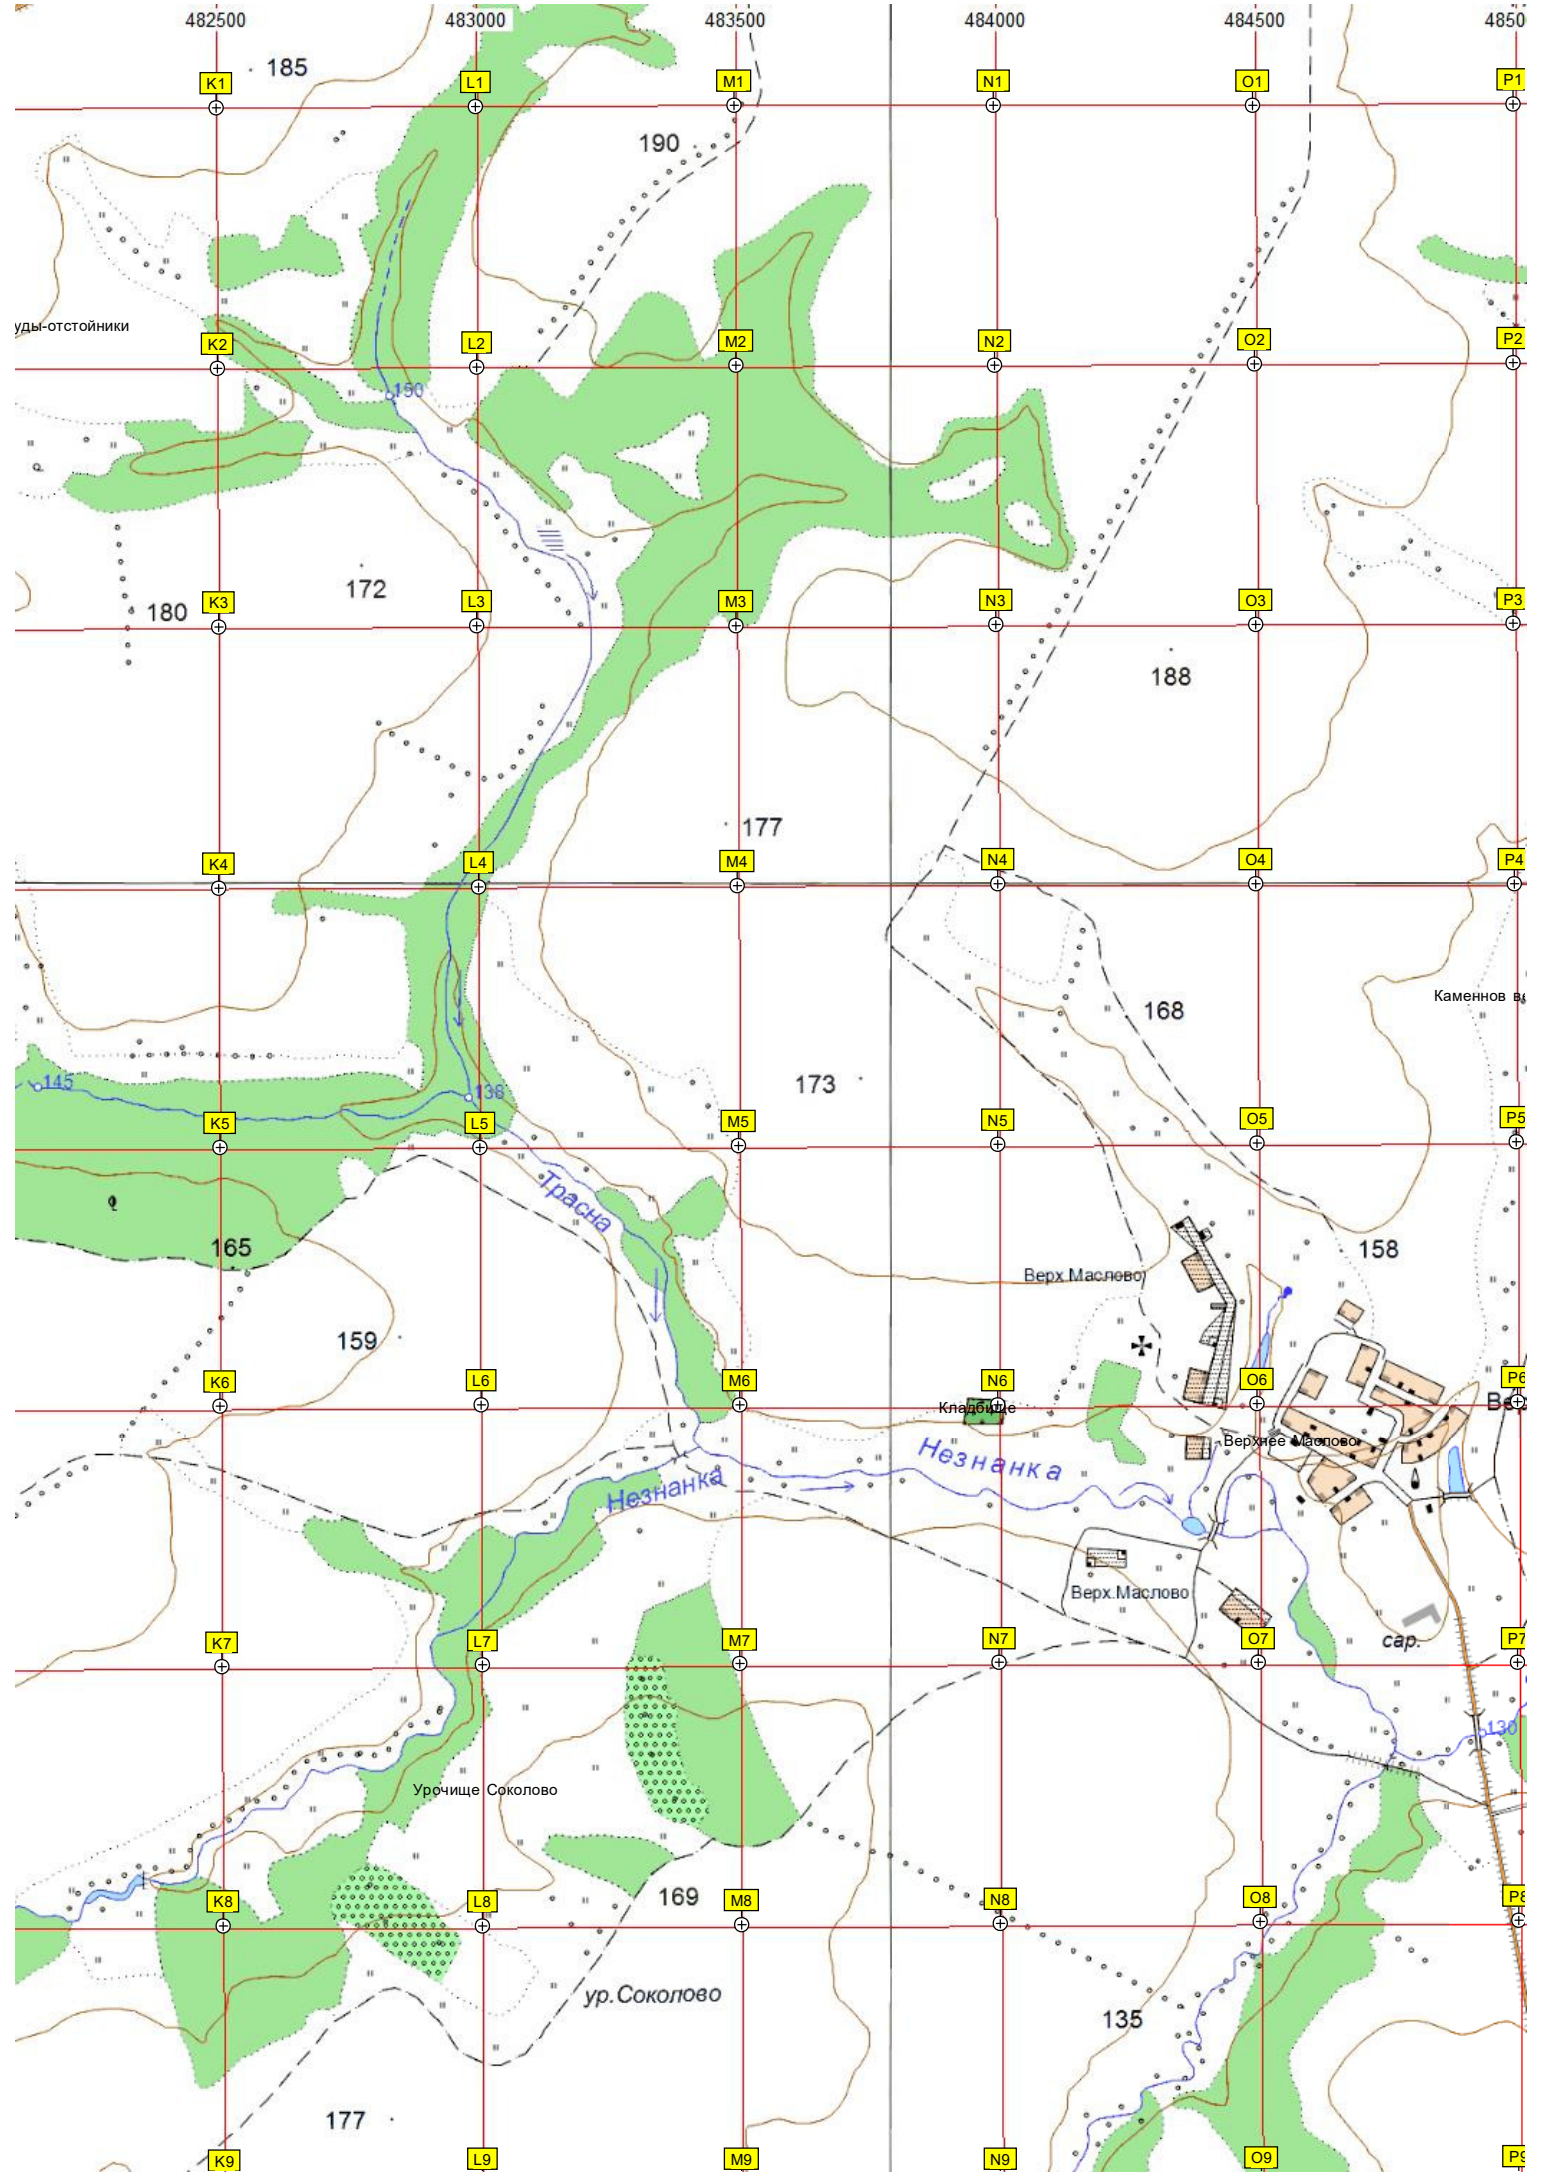 482500 483000 483500 484000 484500 4850
185
K1 L1 M1 N1 O1 P1
190
уды-отстойники
K2 L2 M2 N2 O2 P2
150
172
180
K3 L3 M3 N3 O3 P3
188
177
K4 L4 M4 N4 O4 P4
Каменнов в
168
145
138
173
K5 L5 M5 N5 O5 P5
Трасна
165
158
Верх.Маслово
159
K6 L6 M6 N6 O6 P6
Кладбище
Вер
Верхнее Маслово
Незнанка
Незнанка
Верх.Маслово
сар.
K7 L7 M7 N7 O7 P7
130
Урочище Соколово
169
K8 L8 M8 N8 O8 P8
ур.Соколово
135
177
K9 L9 M9 N9 O9 P9